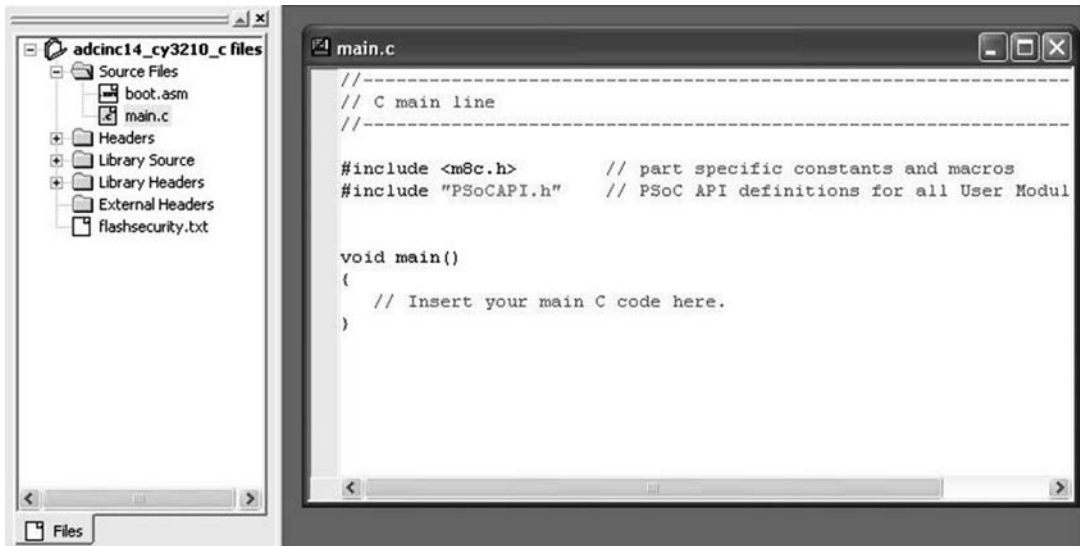 adcinc14_cy3210_c files
Source Files
boot.asm
main.c
Headers
Library Source
Library Headers
External Headers
flashsecurity.txt
Files
main.c
//----------------------------------------------------------------
// C main line
//----------------------------------------------------------------
#include <m8c.h>        // part specific constants and macros
#include "PSoCAPI.h"    // PSoC API definitions for all User Modul
void main()
{
// Insert your main C code here.
}